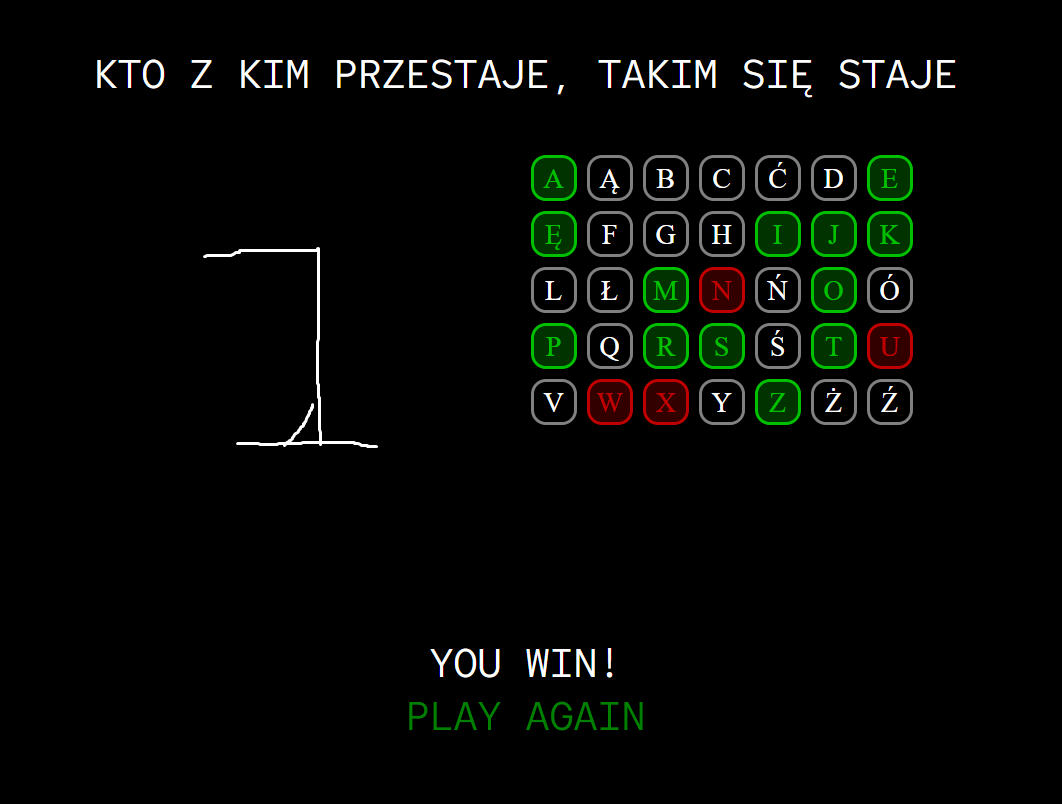 KTO Z KIM PRZESTAJE, TAKIM SIĘ STAJE
A Ą B C Ć D E
Ę F G H I J K
L Ł M N Ń O Ó
P Q R S Ś T U
V W X Y Z Ż Ź
YOU WIN!
PLAY AGAIN